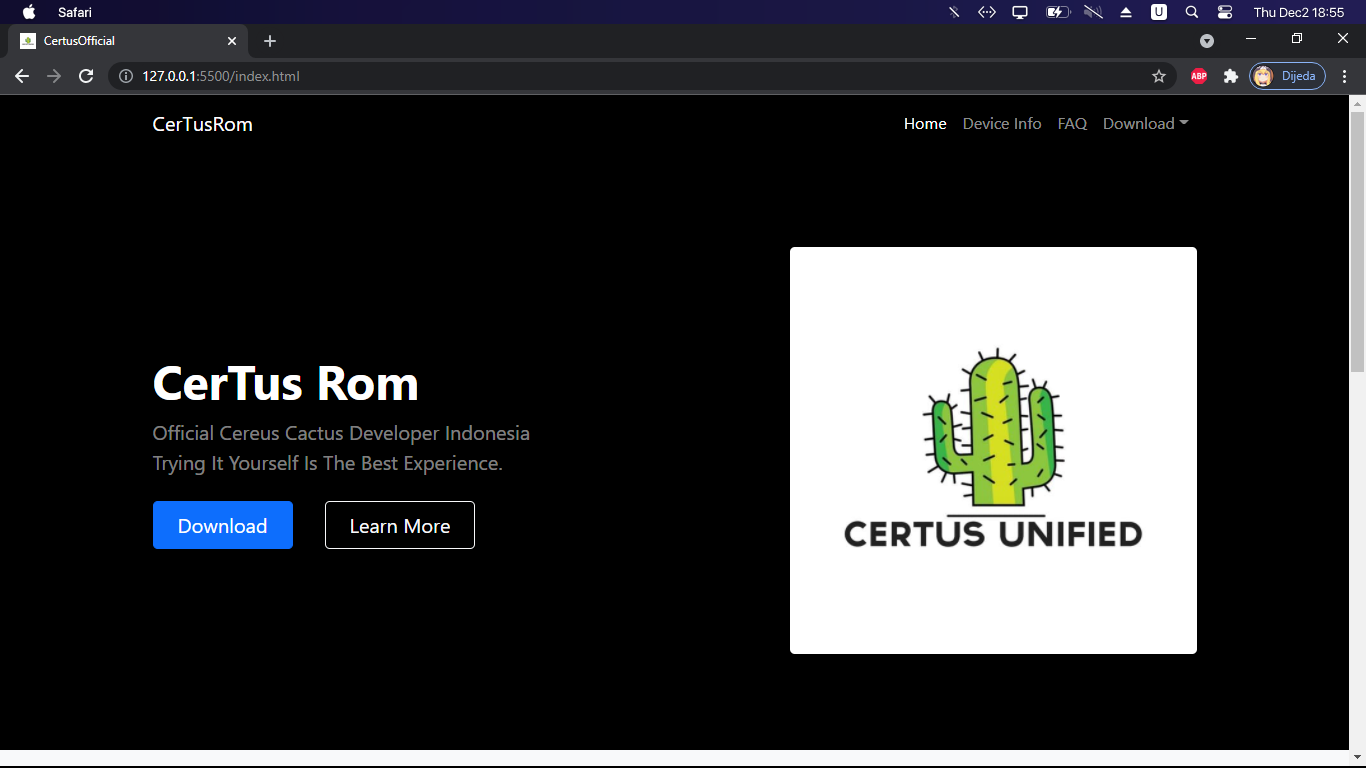 Safari
U
Thu Dec2 18:55
CertusOfficial
127.0.0.1:5500/index.html
ABP
Dijeda
CerTusRom
Home
Device Info
FAQ
Download
CerTus Rom
Official Cereus Cactus Developer Indonesia
Trying It Yourself Is The Best Experience.
Download
Learn More
CERTUS UNIFIED